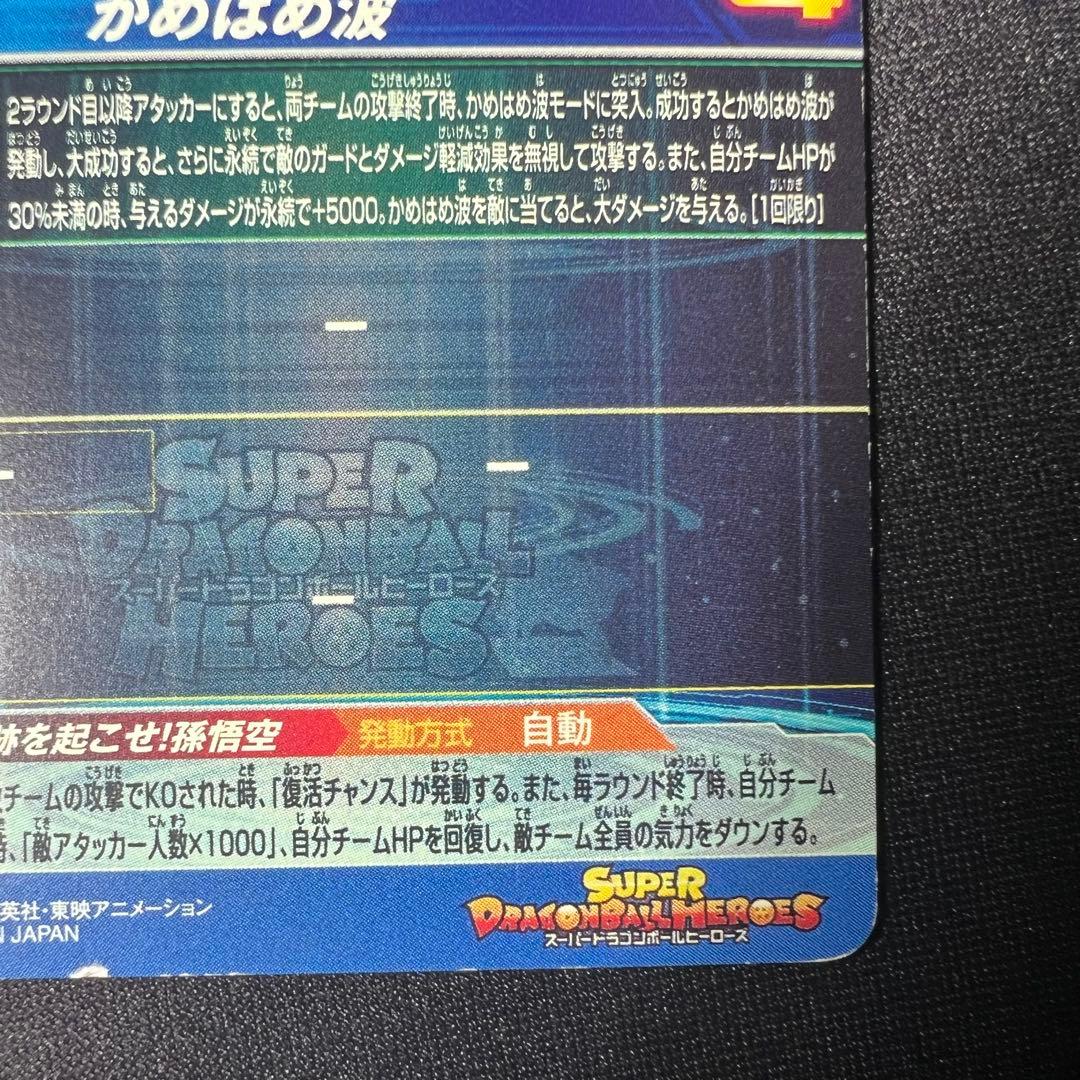 かめはめ波
4
2ラウンド目以降アタッカーにすると、両チームの攻撃終了時、かめはめ波モードに突入。成功するとかめはめ波が
発動し、大成功すると、さらに永続で敵のガードとダメージ軽減効果を無視して攻撃する。また、自分チームHPが
30%未満の時、与えるダメージが永続で+5000。かめはめ波を敵に当てると、大ダメージを与える。[1回限り]
SUPER
DRAGONBALL
スーパードラゴンボールヒーローズ
HEROES
を起こせ!孫悟空 発動方式 自動
チームの攻撃でKOされた時、「復活チャンス」が発動する。また、毎ラウンド終了時、自分チーム
時、「敵アタッカー人数×1000」、自分チームHPを回復し、敵チーム全員の気力をダウンする。
英社・東映アニメーション
N JAPAN
SUPER
DRAGONBALL HEROES
スーパードラゴンボールヒーローズ